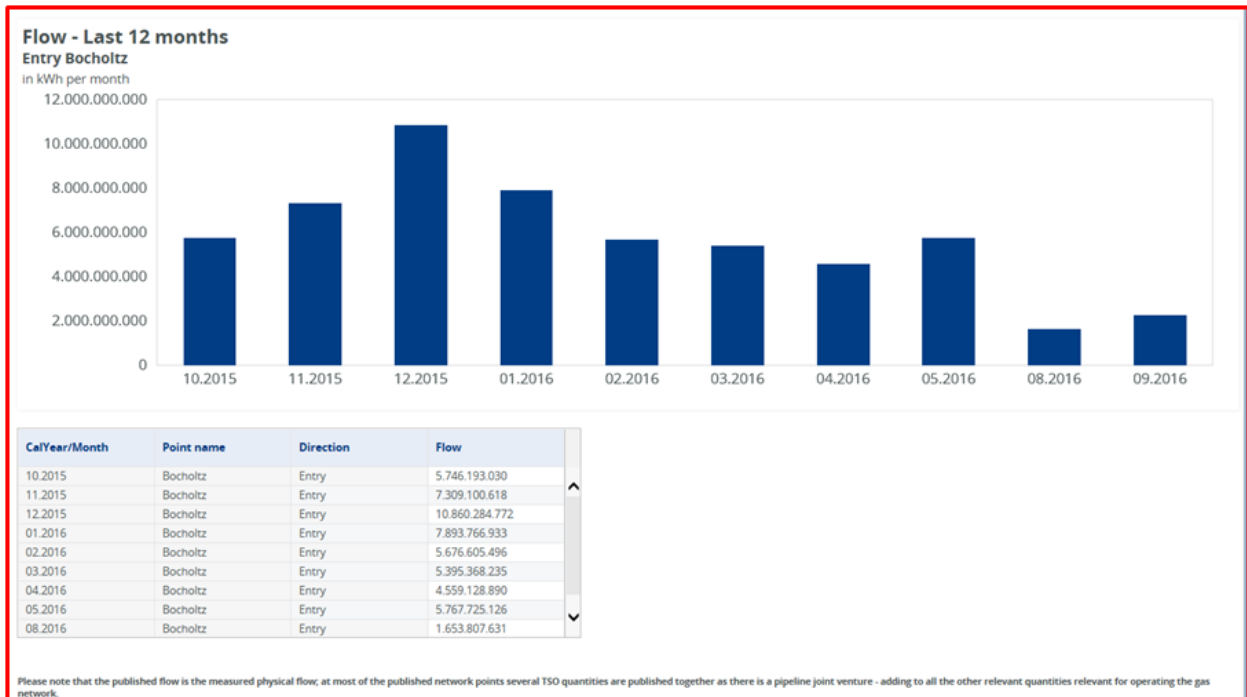 Flow - Last 12 months
Entry Bocholtz
in kWh per month
12.000.000.000
10.000.000.000
8.000.000.000
6.000.000.000
4.000.000.000
2.000.000.000
0
10.2015 11.2015 12.2015 01.2016 02.2016 03.2016 04.2016 05.2016 08.2016 09.2016
CalYear/Month Point name Direction Flow
10.2015 Bocholtz Entry 5.746.193.030
11.2015 Bocholtz Entry 7.309.100.618
12.2015 Bocholtz Entry 10.860.284.772
01.2016 Bocholtz Entry 7.893.766.933
02.2016 Bocholtz Entry 5.676.605.496
03.2016 Bocholtz Entry 5.395.368.235
04.2016 Bocholtz Entry 4.559.128.890
05.2016 Bocholtz Entry 5.767.725.126
08.2016 Bocholtz Entry 1.653.807.631
Please note that the published flow is the measured physical flow; at most of the published network points several TSO quantities are published together as there is a pipeline joint venture - adding to all the other relevant quantities relevant for operating the gas
network.